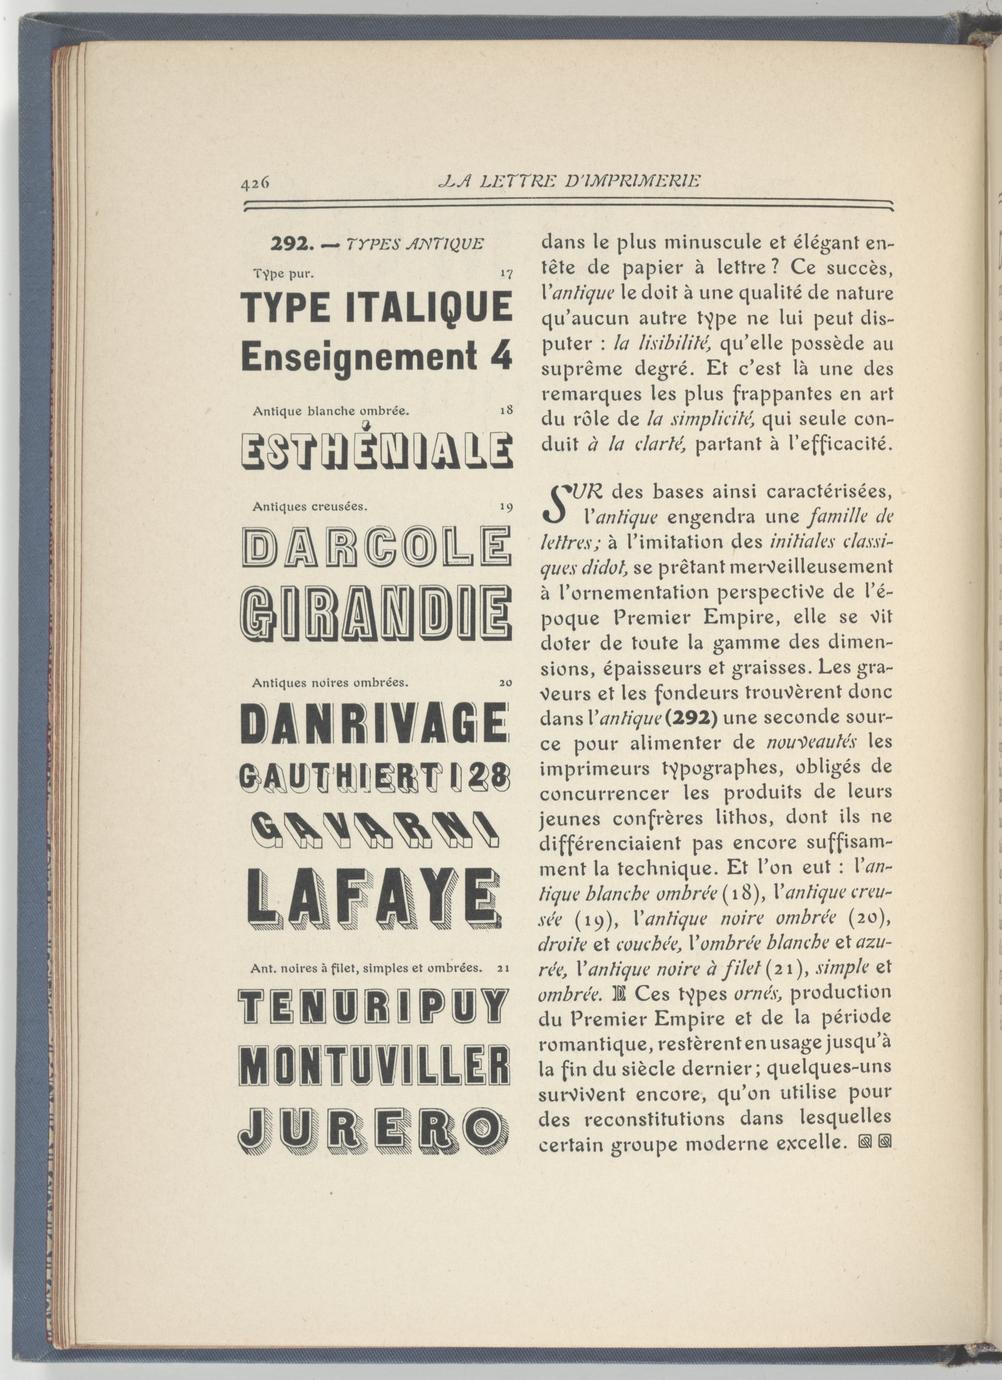 426
LA LETTRE D'IMPRIMERIE
292. — TYPES ANTIQUE
Type pur. 17
TYPE ITALIQUE
Enseignement 4
Antique blanche ombrée. 18
ESTHÉNIALE
Antiques creusées. 19
DARCOLE
GIRANDIE
Antiques noires ombrées. 20
DANRIVAGE
GAUTHIERT128
GAVARNI
LAFAYE
Ant. noires à filet, simples et ombrées. 21
TENURIPUY
MONTUVILLER
JURERO
dans le plus minuscule et élégant en-
tête de papier à lettre? Ce succès,
l'antique le doit à une qualité de nature
qu'aucun autre type ne lui peut dis-
puter : la lisibilité, qu'elle possède au
suprême degré. Et c'est là une des
remarques les plus frappantes en art
du rôle de la simplicité, qui seule con-
duit à la clarté, partant à l'efficacité.
SUR des bases ainsi caractérisées,
l'antique engendra une famille de
lettres; à l'imitation des initiales classi-
ques didot, se prêtant merveilleusement
à l'ornementation perspective de l'é-
poque Premier Empire, elle se vit
doter de toute la gamme des dimen-
sions, épaisseurs et graisses. Les gra-
veurs et les fondeurs trouvèrent donc
dans l'antique (292) une seconde sour-
ce pour alimenter de nouveautés les
imprimeurs typographes, obligés de
concurrencer les produits de leurs
jeunes confrères lithos, dont ils ne
différenciaient pas encore suffisam-
ment la technique. Et l'on eut : l'an-
tique blanche ombrée (18), l'antique creu-
sée (19), l'antique noire ombrée (20),
droite et couchée, l'ombrée blanche et azu-
rée, l'antique noire à filet (21), simple et
ombrée. Ces types ornés, production
du Premier Empire et de la période
romantique, restèrent en usage jusqu'à
la fin du siècle dernier; quelques-uns
survivent encore, qu'on utilise pour
des reconstitutions dans lesquelles
certain groupe moderne excelle.